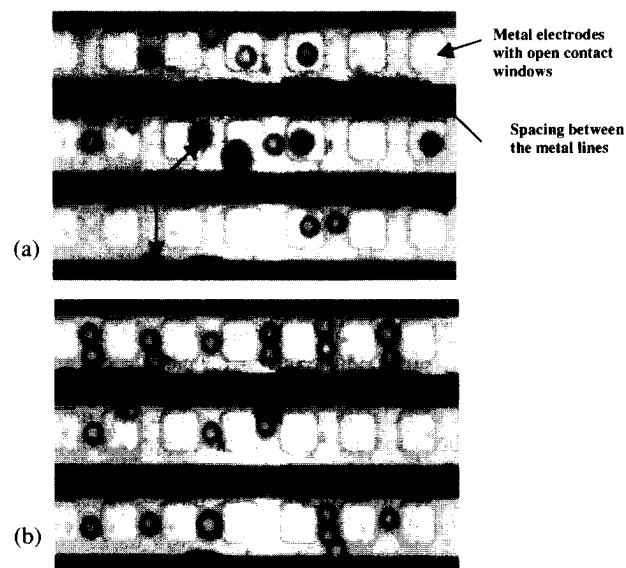 Metal electrodes
with open contact
windows
Spacing between
the metal lines
(a)
(b)